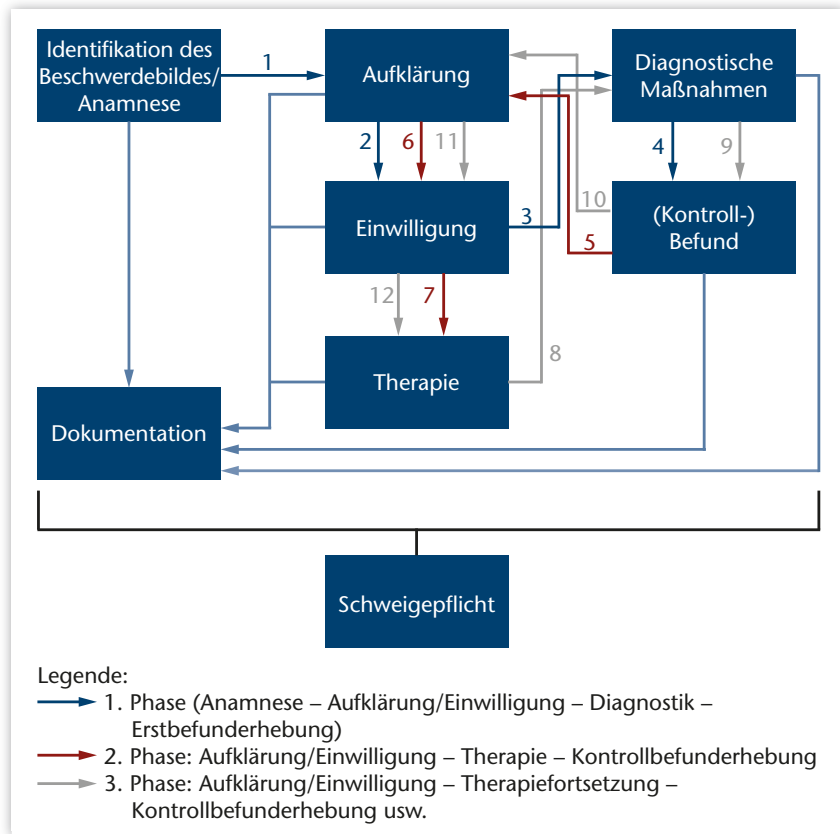 Identifikation des
Beschwerdebildes/
Anamnese
1
Aufklärung
Diagnostische
Maßnahmen
2
6
11
4
9
10
Einwilligung
3
(Kontroll-)
Befund
5
12
7
8
Therapie
Dokumentation
Schweigepflicht
Legende:
1. Phase (Anamnese – Aufklärung/Einwilligung – Diagnostik –
Erstbefunderhebung)
2. Phase: Aufklärung/Einwilligung – Therapie – Kontrollbefunderhebung
3. Phase: Aufklärung/Einwilligung – Therapiefortsetzung –
Kontrollbefunderhebung usw.